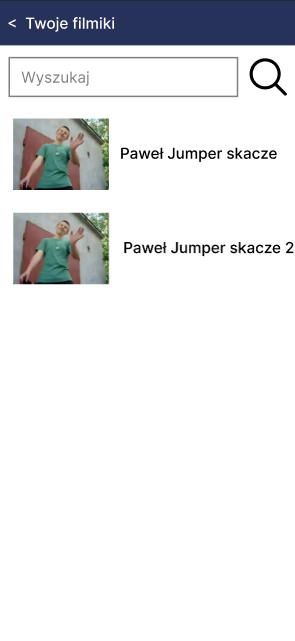 < Twoje filmiki
Wyszukaj
Paweł Jumper skacze
Paweł Jumper skacze 2